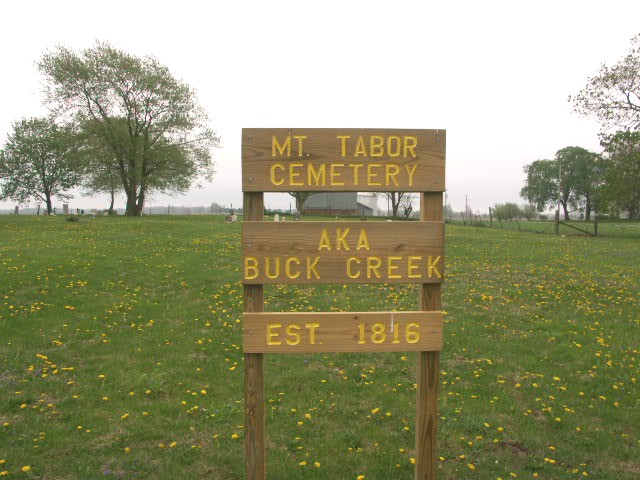 MT. TABOR
CEMETERY
AKA
BUCK CREEK
EST. 1816